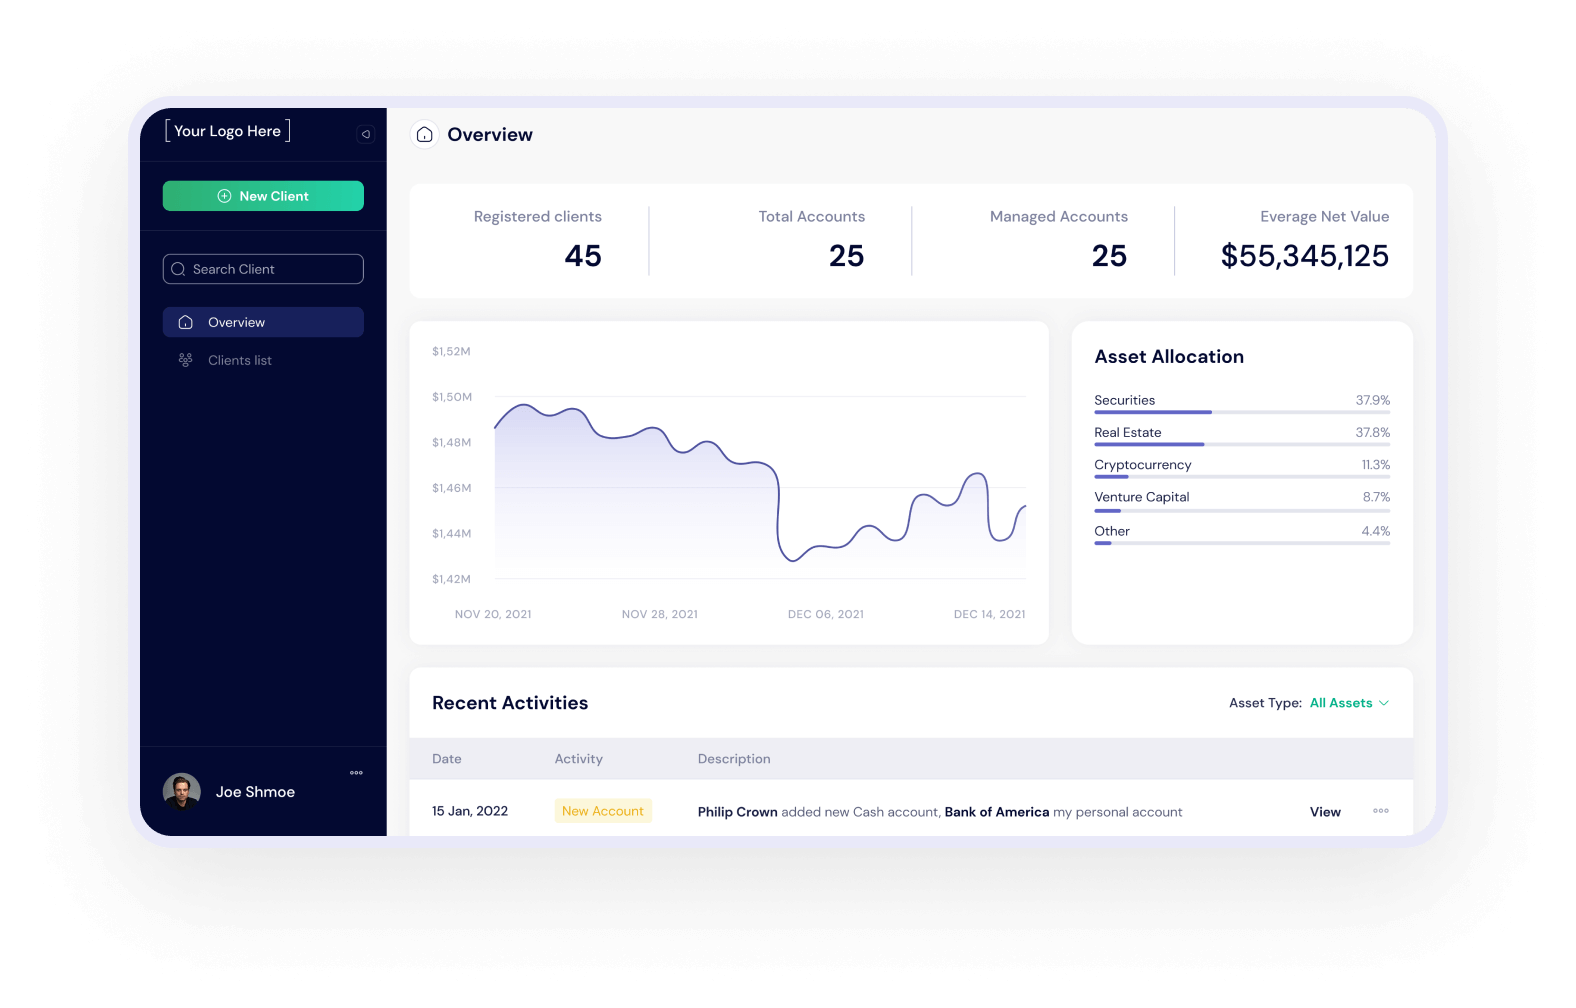 [Your Logo Here]
New Client
Search Client
Overview
Clients list
Joe Shmoe
Overview
Registered clients
45
Total Accounts
25
Managed Accounts
25
Everage Net Value
$55,345,125
$1,52M
$1,50M
$1,48M
$1,46M
$1,44M
$1,42M
NOV 20, 2021 NOV 28, 2021 DEC 06, 2021 DEC 14, 2021
Asset Allocation
Securities 37.9%
Real Estate 37.8%
Cryptocurrency 11.3%
Venture Capital 8.7%
Other 4.4%
Recent Activities
Asset Type: All Assets
Date Activity Description
15 Jan, 2022 New Account Philip Crown added new Cash account, Bank of America my personal account View